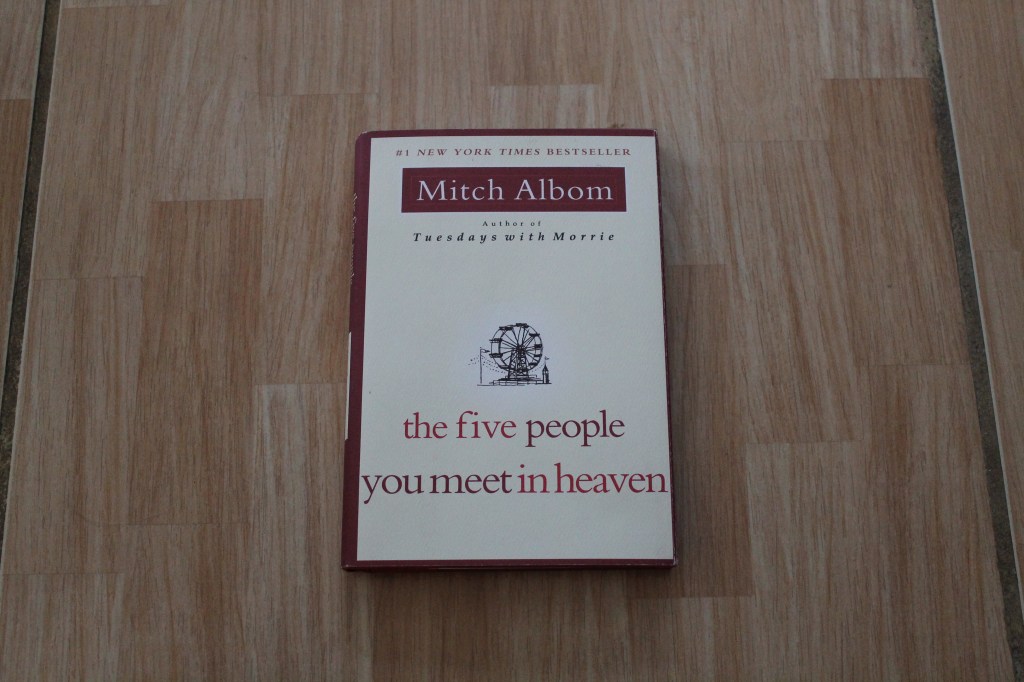 #1 NEW YORK TIMES BESTSELLER
Mitch Albom
Author of
Tuesdays with Morrie
the five people
you meet in heaven